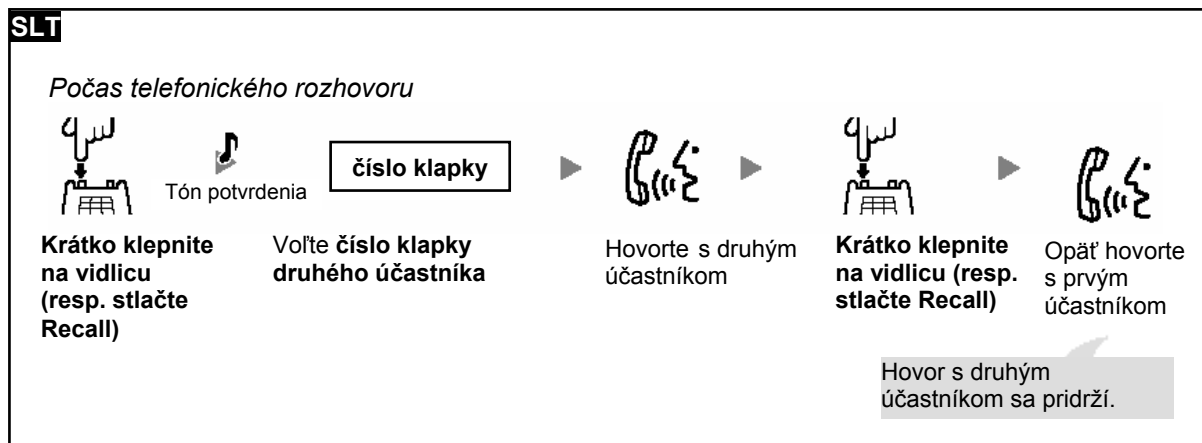 SLT
Počas telefonického rozhovoru
Tón potvrdenia
číslo klapky
Krátko klepnite
na vidlicu
(resp. stlačte
Recall)
Voľte číslo klapky
druhého účastníka
Hovorte s druhým
účastníkom
Krátko klepnite
na vidlicu (resp.
stlačte Recall)
Opäť hovorte
s prvým
účastníkom
Hovor s druhým
účastníkom sa pridrží.